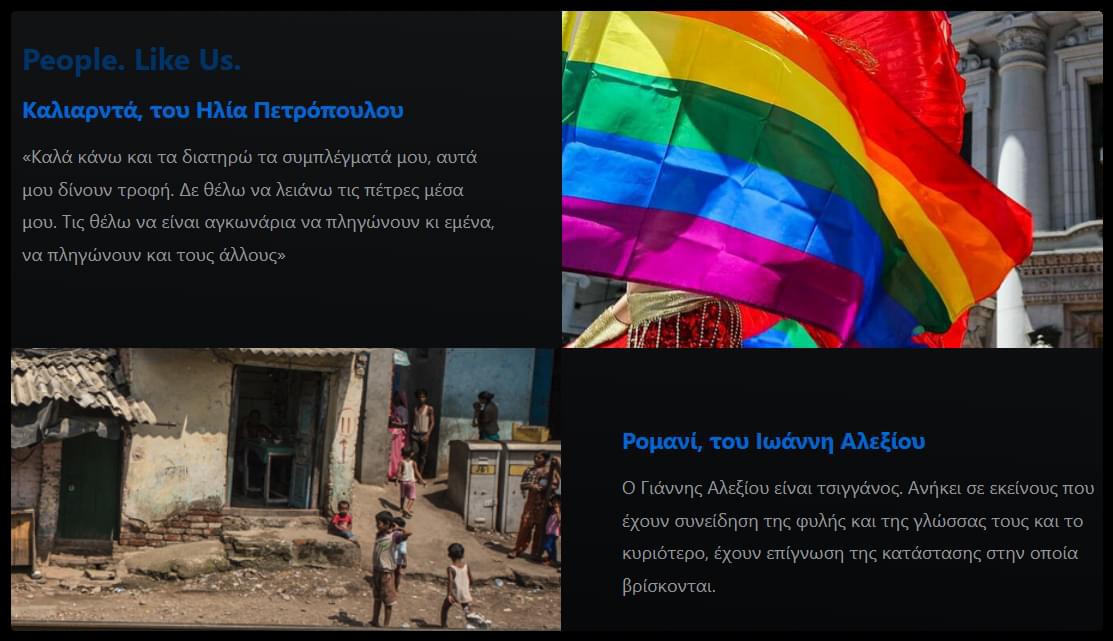 People. Like Us.
Καλιαρντά, του Ηλία Πετρόπουλου
«Καλά κάνω και τα διατηρώ τα συμπλέγματά μου, αυτά
μου δίνουν τροφή. Δε θέλω να λειάνω τις πέτρες μέσα
μου. Τις θέλω να είναι αγκωνάρια να πληγώνουν κι εμένα,
να πληγώνουν και τους άλλους»
Ρομανί, του Ιωάννη Αλεξίου
Ο Γιάννης Αλεξίου είναι τσιγγάνος. Ανήκει σε εκείνους που
έχουν συνείδηση της φυλής και της γλώσσας τους και το
κυριότερο, έχουν επίγνωση της κατάστασης στην οποία
βρίσκονται.